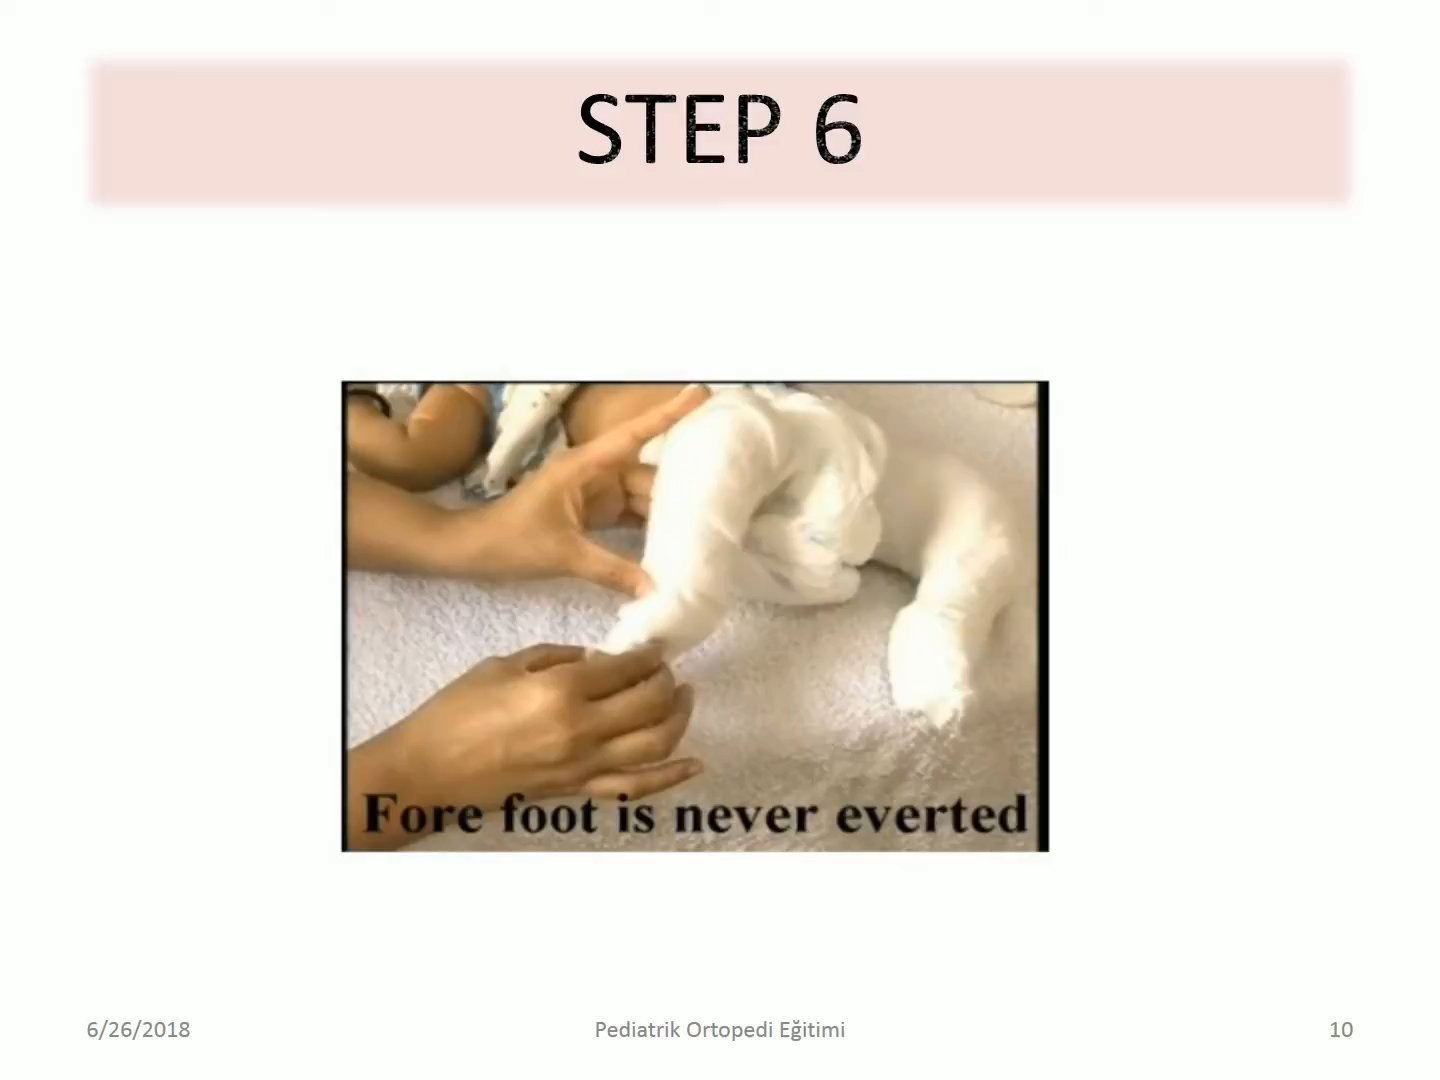 STEP 6
Fore foot is never everted
6/26/2018
Pediatrik Ortopedi Eğitimi
10